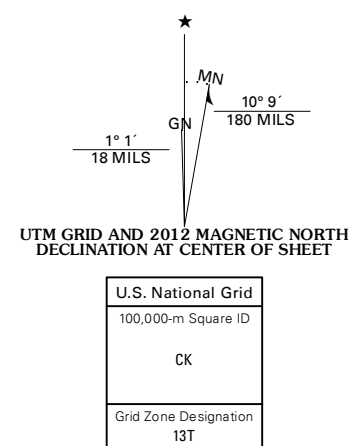 ★
MN
GN
10° 9´
180 MILS
1° 1´
18 MILS
UTM GRID AND 2012 MAGNETIC NORTH
DECLINATION AT CENTER OF SHEET
U.S. National Grid
100,000-m Square ID
CK
Grid Zone Designation
13T